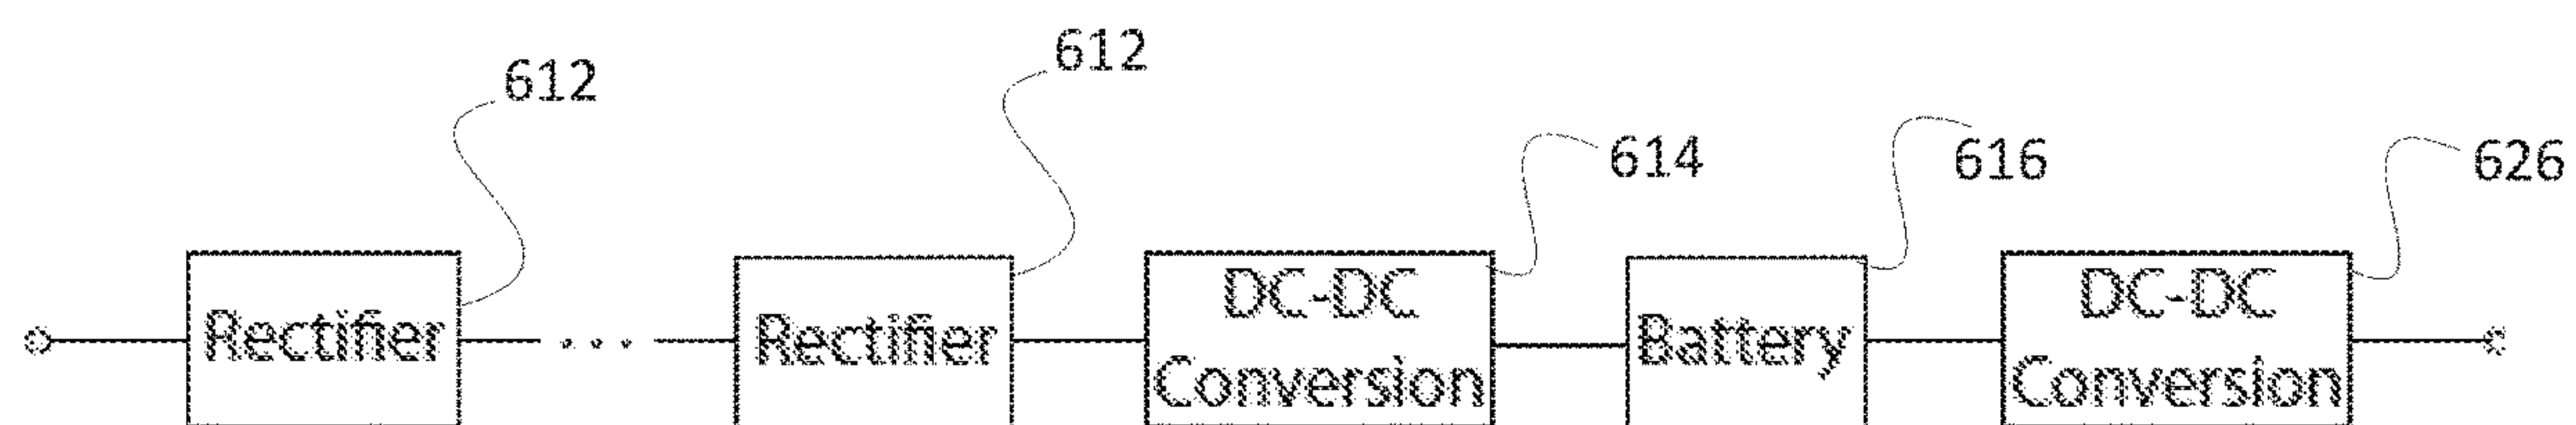 612
612
614
616
626
Rectifier
. . .
Rectifier
DC-DC
Conversion
Battery
DC-DC
Conversion